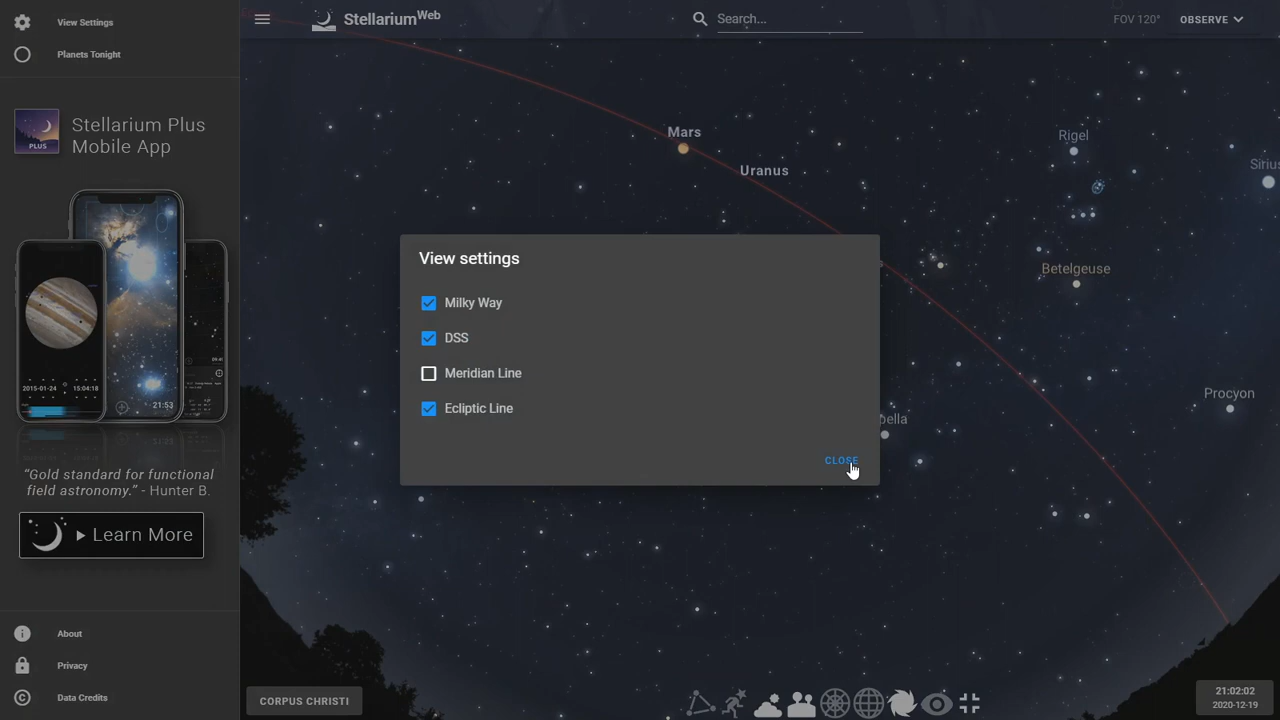 View Settings
Planets Tonight
PLUS
Stellarium Plus
Mobile App
2015-01-24 15:04:18
21:53
“Gold standard for functional
field astronomy.” - Hunter B.
Learn More
About
Privacy
Data Credits
StellariumWeb
Search...
FOV 120°
OBSERVE
Mars
Uranus
Rigel
Sirius
Betelgeuse
Procyon
pella
View settings
Milky Way
DSS
Meridian Line
Ecliptic Line
CLOSE
CORPUS CHRISTI
21:02:02
2020-12-19